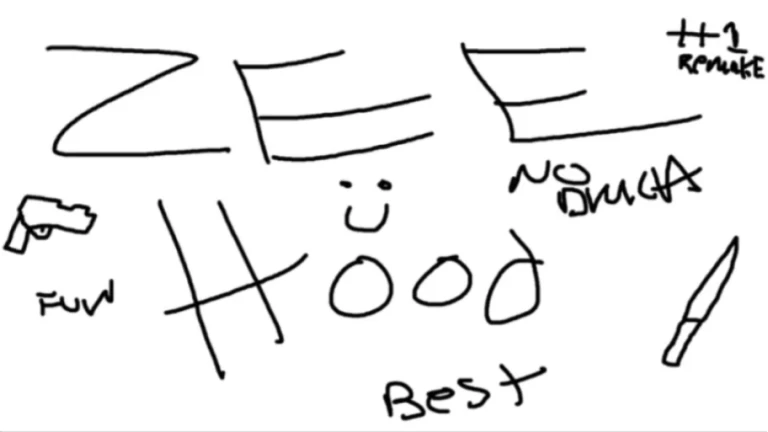 ZEE
#1
REMAKE
NO
:)
FUN
HOOD
BEST